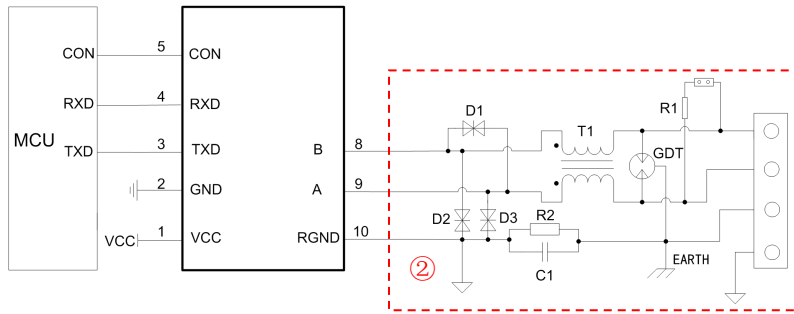 MCU
CON
RXD
TXD
5
4
3
2
1
CON
RXD
TXD
GND
VCC
VCC
B
A
RGND
8
9
10
D1
D2
D3
T1
R2
C1
GDT
R1
EARTH
②